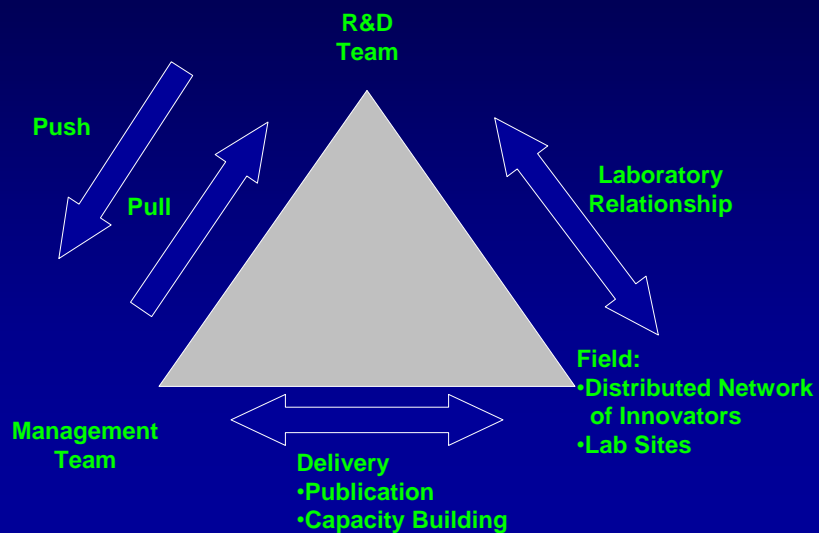 R&D
Team
Push
Pull
Laboratory
Relationship
Field:
•Distributed Network
of Innovators
•Lab Sites
Management
Team
Delivery
•Publication
•Capacity Building